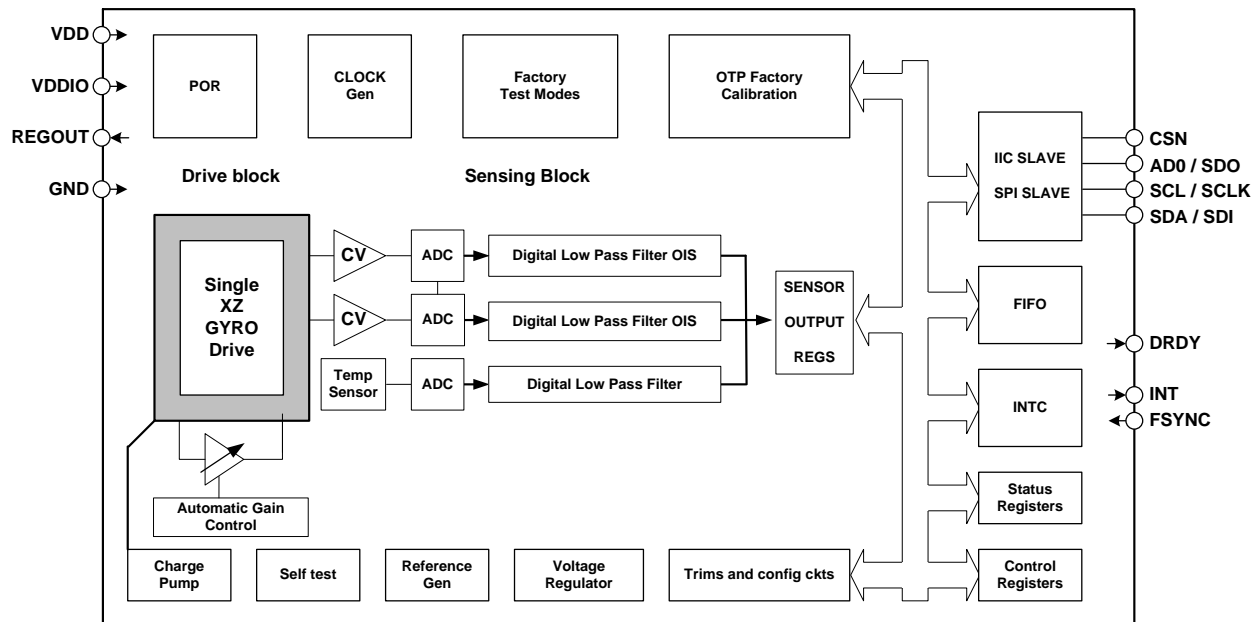 VDD
VDDIO
REGOUT
GND
POR
CLOCK
Gen
Factory
Test Modes
OTP Factory
Calibration
Drive block
Sensing Block
IIC SLAVE
SPI SLAVE
CSN
AD0 / SDO
SCL / SCLK
SDA / SDI
Single
XZ
GYRO
Drive
CV
ADC
Digital Low Pass Filter OIS
CV
ADC
Digital Low Pass Filter OIS
Temp
Sensor
ADC
Digital Low Pass Filter
SENSOR
OUTPUT
REGS
FIFO
DRDY
INTC
INT
FSYNC
Automatic Gain
Control
Status
Registers
Charge
Pump
Self test
Reference
Gen
Voltage
Regulator
Trims and config ckts
Control
Registers